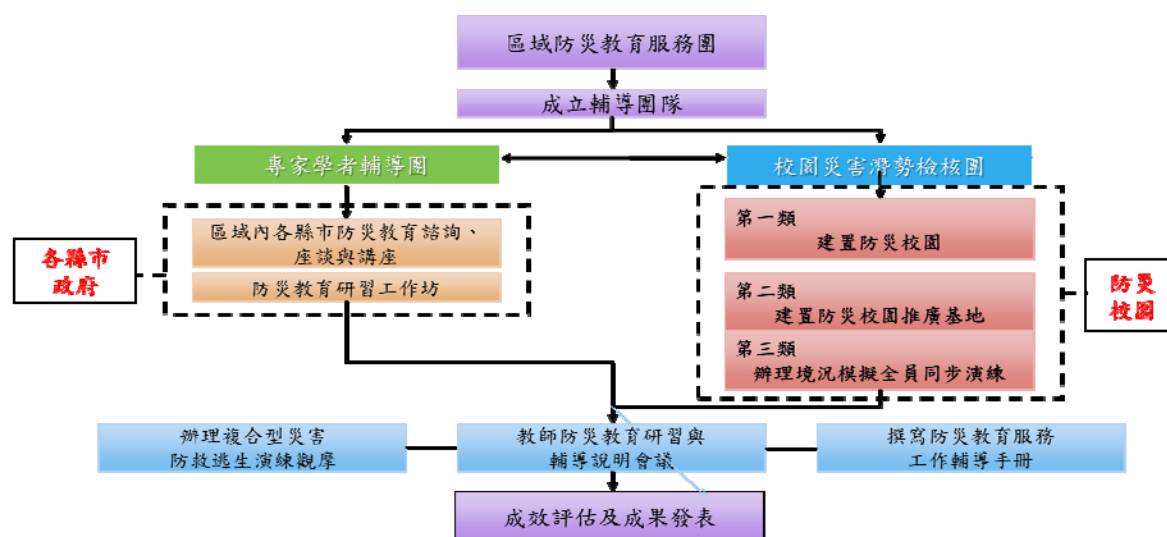 區域防災教育服務團
成立輔導團隊
專家學者輔導團
校園災害潛勢檢核團
區域內各縣市防災教育諮詢、
座談與講座
防災教育研習工作坊
各縣市
政府
第一類
建置防災校園
第二類
建置防災校園推廣基地
第三類
辦理境況模擬全員同步演練
防災
校園
辦理複合型災害
防救逃生演練觀摩
教師防災教育研習與
輔導說明會議
撰寫防災教育服務
工作輔導手冊
成效評估及成果發表